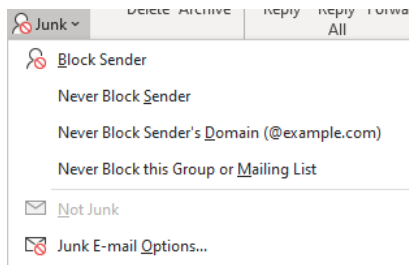 Junk
Delete Archive Reply Reply Forwa
All
Block Sender
Never Block Sender
Never Block Sender's Domain (@example.com)
Never Block this Group or Mailing List
Not Junk
Junk E-mail Options...